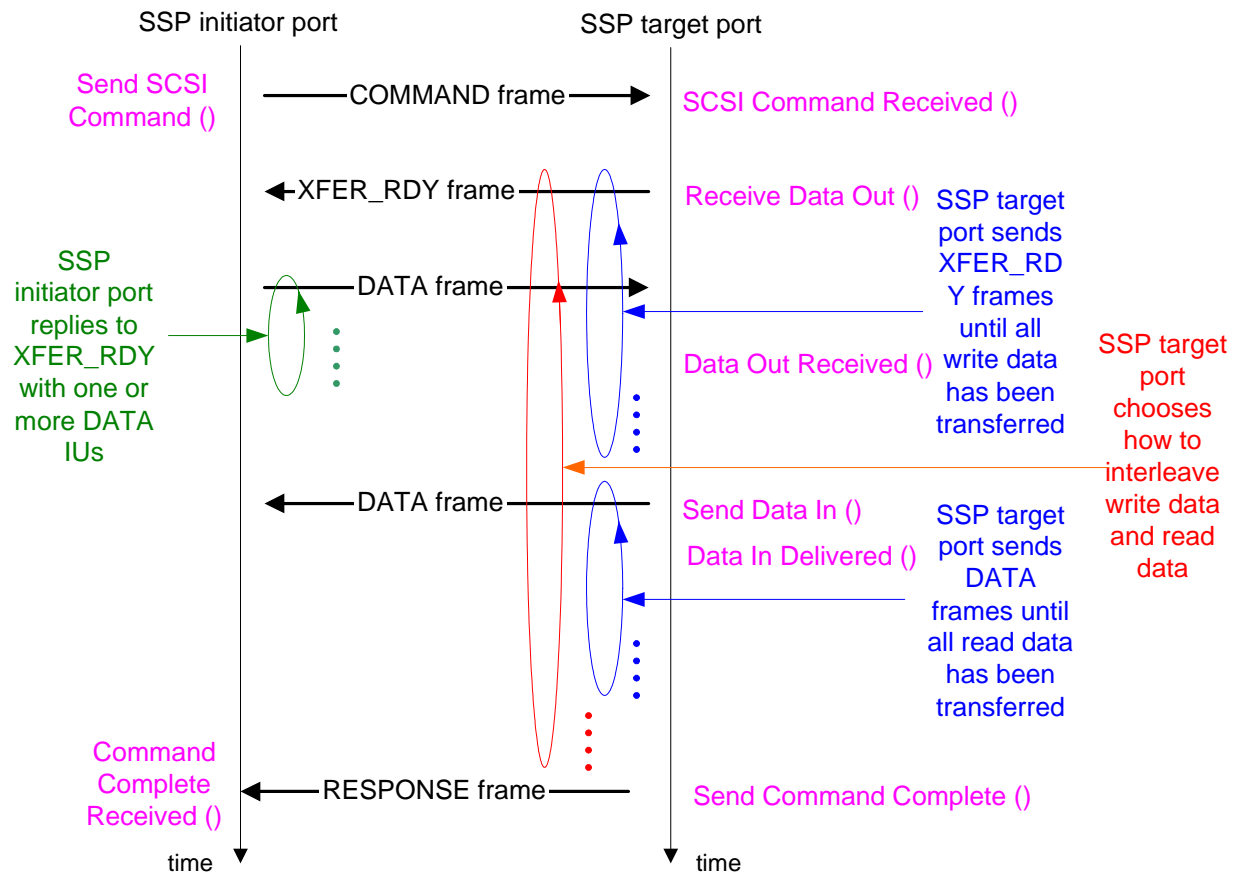 SSP initiator port
SSP target port
Send SCSI
Command ()
COMMAND frame
SCSI Command Received ()
XFER_RDY frame
Receive Data Out ()
SSP target
port sends
XFER_RD
Y frames
until all
write data
has been
transferred
SSP
initiator port
replies to
XFER_RDY
with one or
more DATA
IUs
DATA frame
Data Out Received ()
SSP target
port
chooses
how to
interleave
write data
and read
data
DATA frame
Send Data In ()
Data In Delivered ()
SSP target
port sends
DATA
frames until
all read data
has been
transferred
Command
Complete
Received ()
RESPONSE frame
Send Command Complete ()
time
time